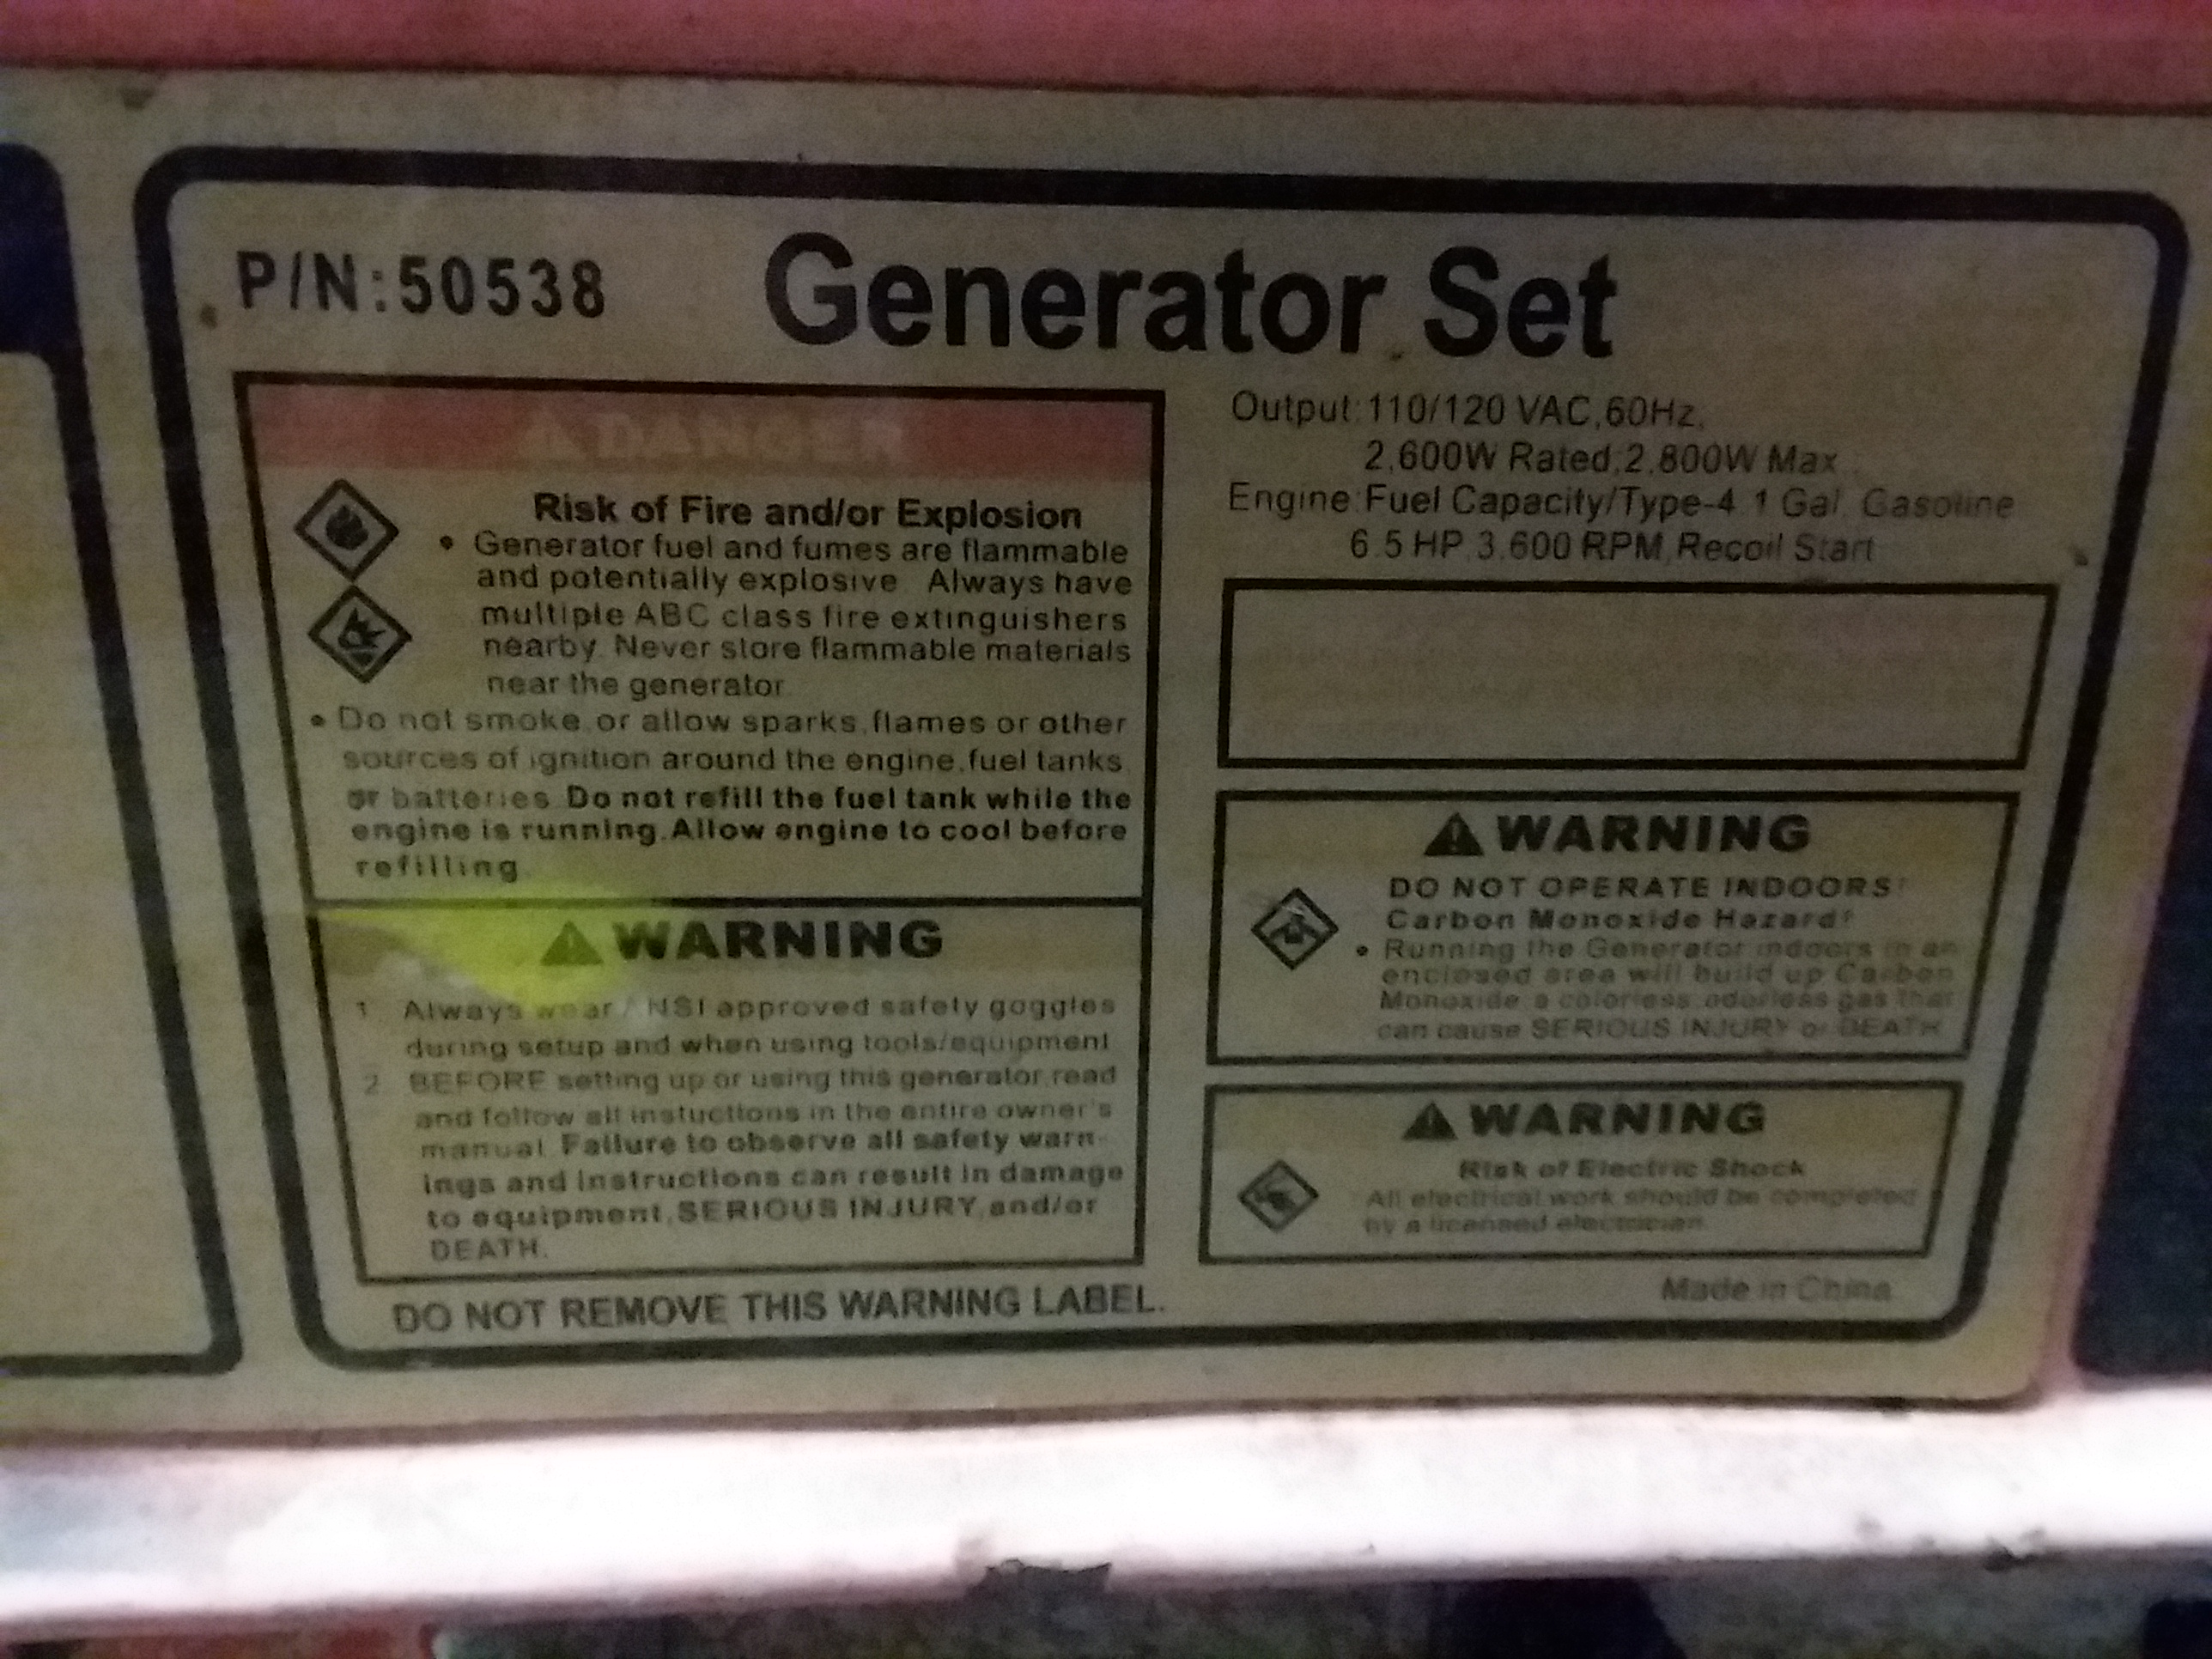 P/N:50538
Generator Set
DANGER
Risk of Fire and/or Explosion
• Generator fuel and fumes are flammable
and potentially explosive Always have
multiple ABC class fire extinguishers
nearby. Never store flammable materials
near the generator
• Do not smoke, or allow sparks, flames or other
sources of ignition around the engine, fuel tanks,
or batteries. Do not refill the fuel tank while the
engine is running. Allow engine to cool before
refilling.
WARNING
1. Always wear ANSI approved safety goggles
during setup and when using tools/equipment
2. BEFORE setting up or using this generator, read
and follow all instuctions in the entire owner's
manual. Failure to observe all safety warn-
ings and instructions can result in damage
to equipment, SERIOUS INJURY, and/or
DEATH.
DO NOT REMOVE THIS WARNING LABEL.
Output: 110/120 VAC, 60Hz,
2,600W Rated; 2,800W Max.
Engine: Fuel Capacity/Type-4.1 Gal. Gasoline
6.5 HP, 3,600 RPM, Recoil Start
WARNING
DO NOT OPERATE INDOORS!
Carbon Monoxide Hazard!
• Running the Generator indoors in an
enclosed area will build up Carbon
Monoxide, a colorless, odorless gas that
can cause SERIOUS INJURY or DEATH.
WARNING
Risk of Electric Shock
All electrical work should be completed
by a licensed electrician.
Made in China